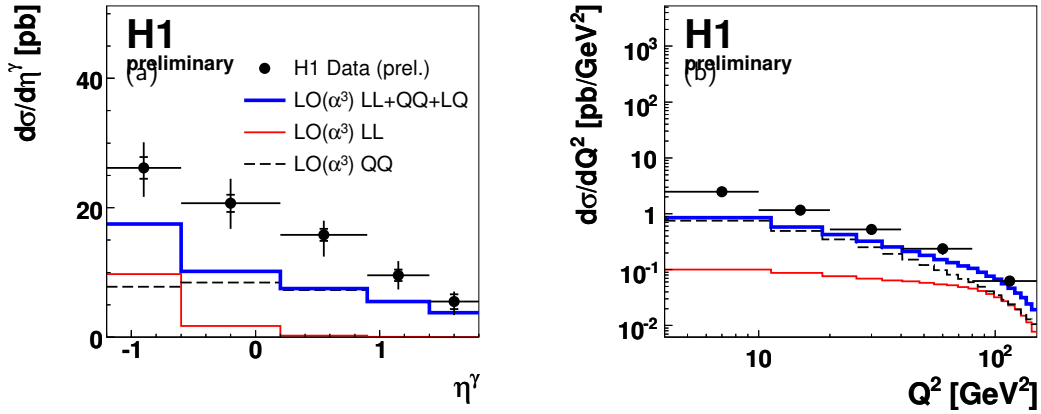 H1
preliminary
(a)
dσ/dη^γ [pb]
H1 Data (prel.)
LO(α³) LL+QQ+LQ
LO(α³) LL
LO(α³) QQ
40
20
0
-1 0 1
η^γ
H1
preliminary
(b)
dσ/dQ² [pb/GeV²]
10³
10²
10
1
10⁻¹
10⁻²
10 10²
Q² [GeV²]